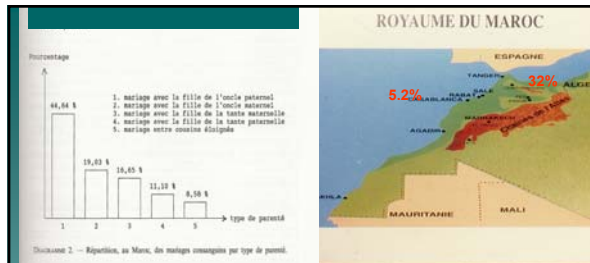 Pourcentage
1. mariage avec la fille de l'oncle paternel
2. mariage avec la fille de l'oncle maternel
3. mariage avec la fille de la tante maternelle
4. mariage avec la fille de la tante paternelle
5. mariage entre cousins éloignés
44,64 %
19,03 %
16,65 %
11,10 %
8,58 %
type de parenté
1 2 3 4 5
DIAGRAMME 2. — Répartition, au Maroc, des mariages consanguins par type de parenté.
ROYAUME DU MAROC
ESPAGNE
TANGER
32%
5.2%
SALE
RABAT
CASABLANCA
MARRAKECH
AGADIR
MAURITANIE
MALI